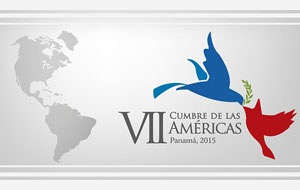 VII CUMBRE DE LAS
AMÉRICAS
Panamá, 2015